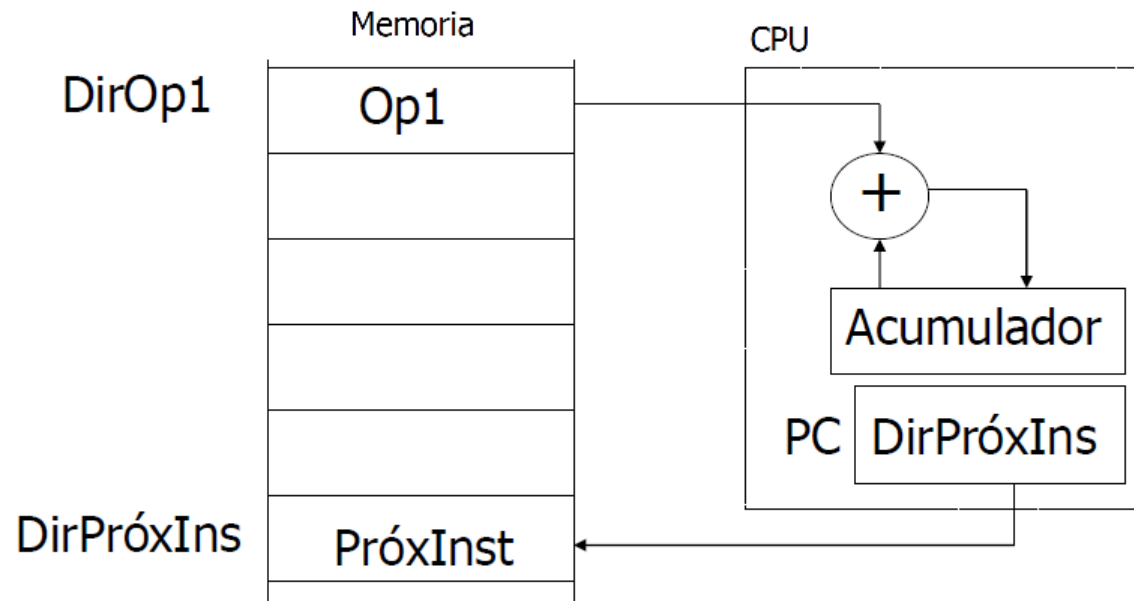 Memoria
CPU
DirOp1
Op1
+
Acumulador
PC
DirPróxIns
DirPróxIns
PróxInst